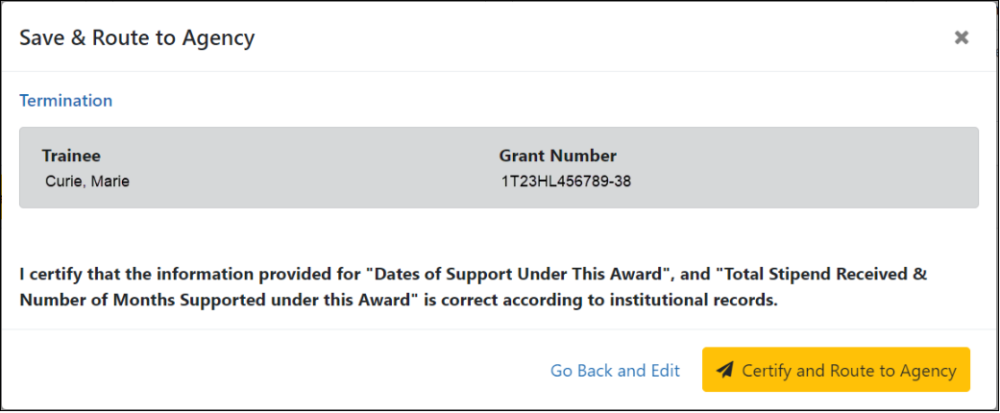 Save & Route to Agency
Termination
Trainee
Grant Number
Curie, Marie
1T23HL456789-38
I certify that the information provided for "Dates of Support Under This Award", and "Total Stipend Received &
Number of Months Supported under this Award" is correct according to institutional records.
Go Back and Edit
Certify and Route to Agency